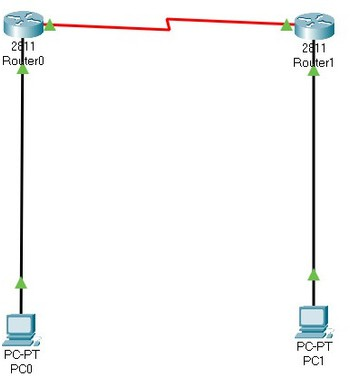 2811
Router0
2811
Router1
PC-PT
PC0
PC-PT
PC1